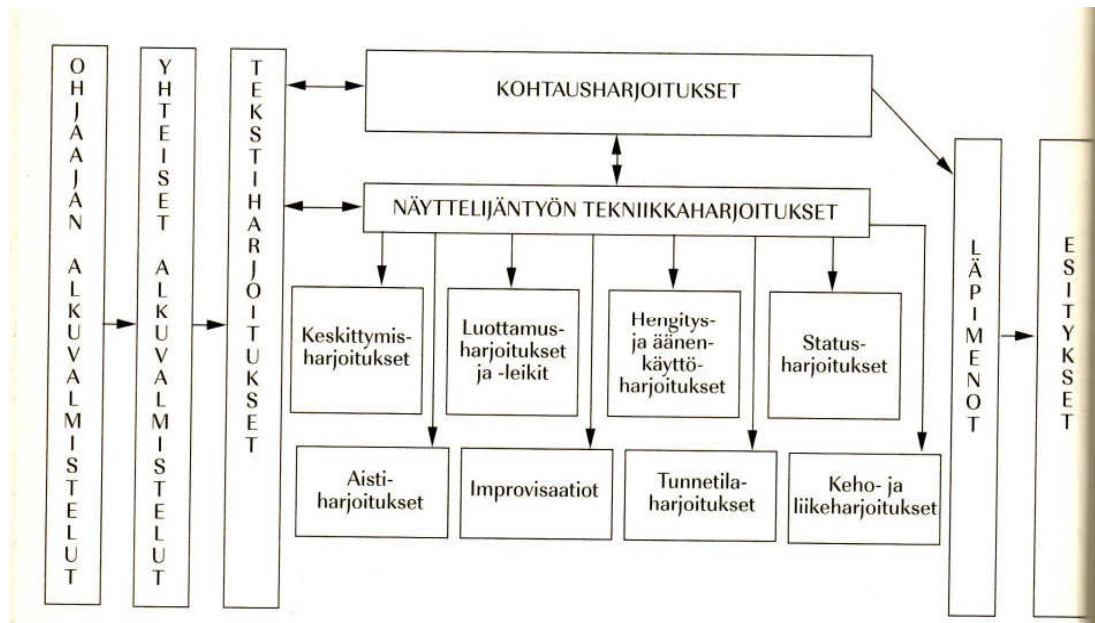 OHJAAJAN ALKUVALMISTELUT
YHTEISET ALKUVALMISTELUT
TEKSTIHARJOITUKSET
KOHTAUSHARJOITUKSET
NÄYTTELIJÄNTYÖN TEKNIIKKAHARJOITUKSET
Keskittymis-
harjoitukset
Luottamus-
harjoitukset
ja -leikit
Hengitys-
ja äänen-
käyttö-
harjoitukset
Status-
harjoitukset
Aisti-
harjoitukset
Improvisaatiot
Tunnetila-
harjoitukset
Keho- ja
liikeharjoitukset
LÄPIMENOT
ESITYKSET